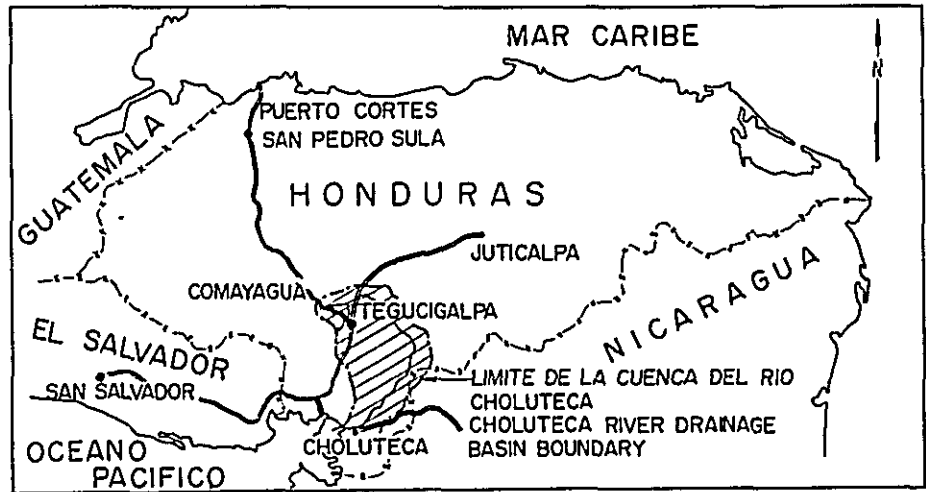 MAR CARIBE
N
PUERTO CORTES
SAN PEDRO SULA
GUATEMALA
HONDURAS
JUTICALPA
COMAYAGUA
TEGUCIGALPA
NICARAGUA
EL SALVADOR
SAN SALVADOR
LIMITE DE LA CUENCA DEL RIO
CHOLUTECA
CHOLUTECA RIVER DRAINAGE
BASIN BOUNDARY
CHOLUTECA
OCEANO
PACIFICO